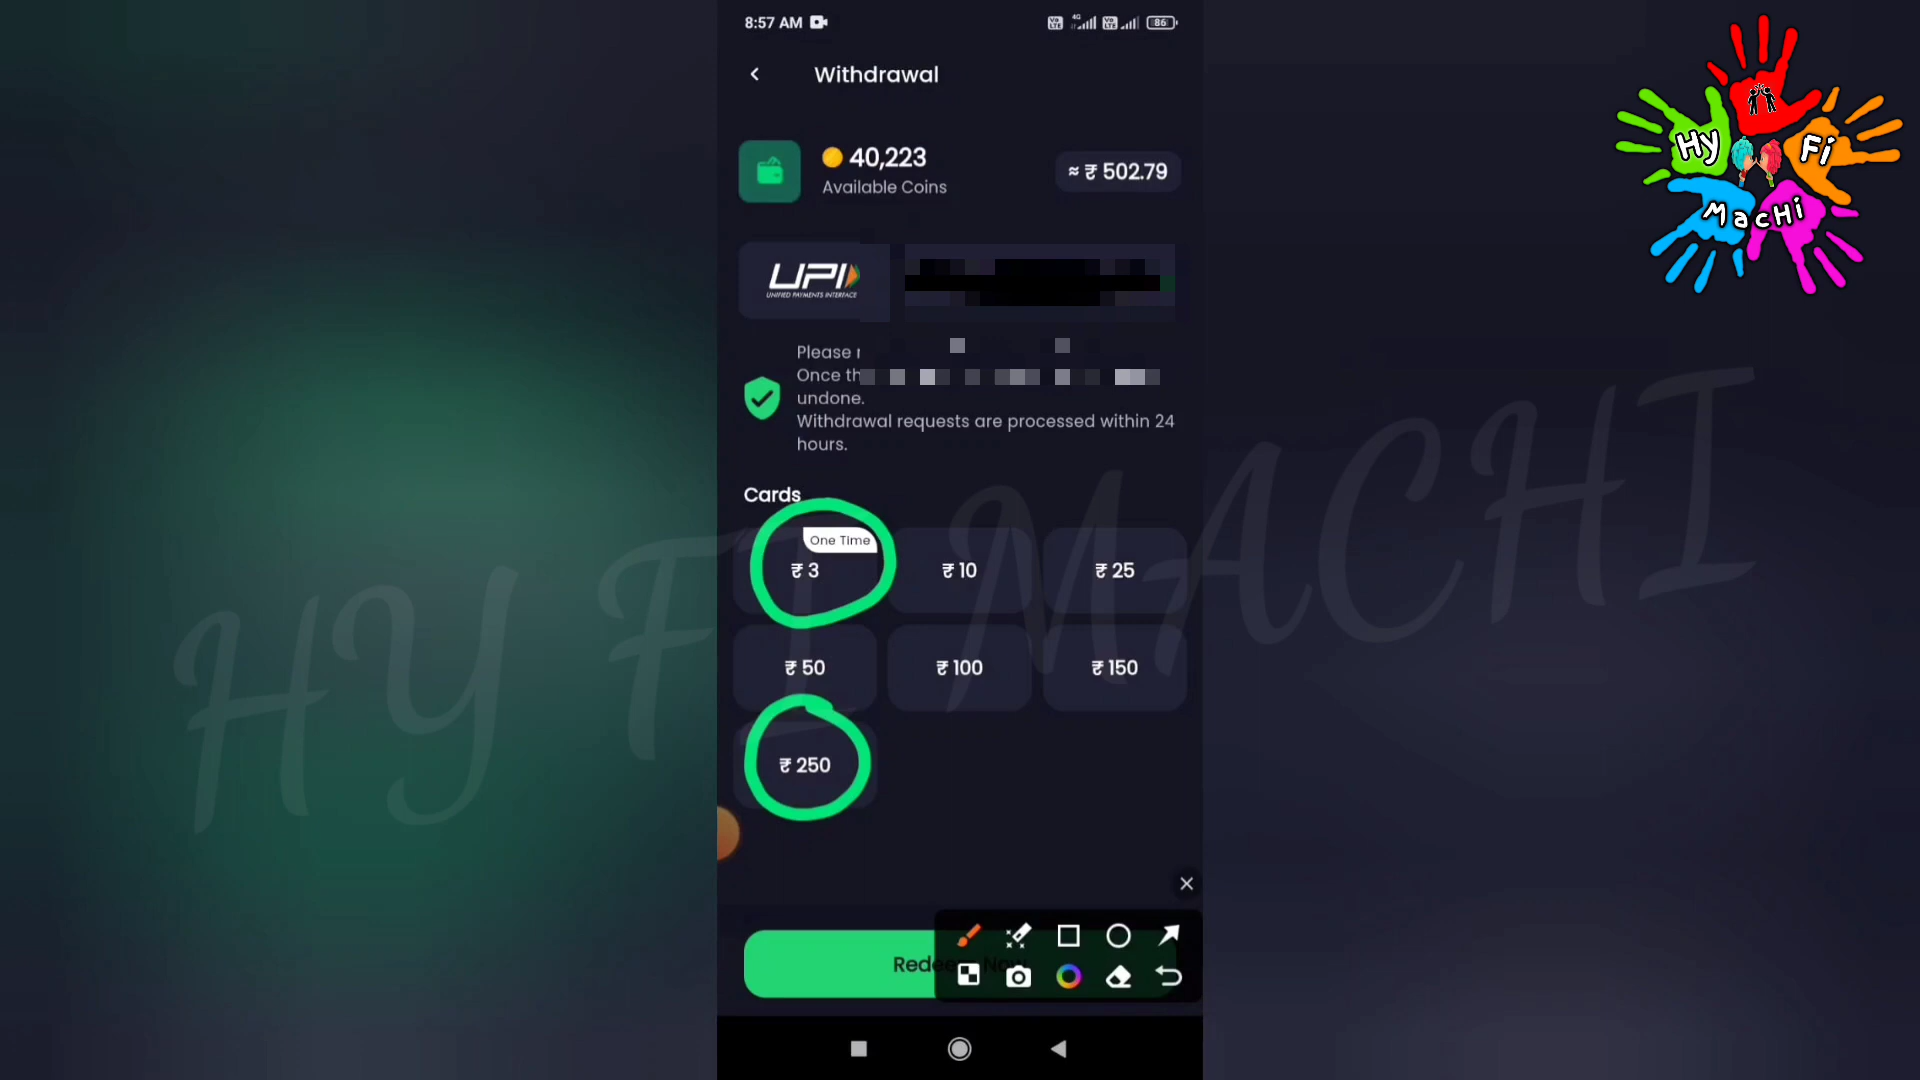 8:57 AM
86
Withdrawal
40,223
Available Coins
≈ ₹ 502.79
UPI
UNIFIED PAYMENTS INTERFACE
Please
Once
undone.
Withdrawal requests are processed within 24
hours.
Cards
One Time
₹ 3
₹ 10
₹ 25
₹ 50
₹ 100
₹ 150
₹ 250
Redeem Now
Hy
Fi
MacHi
HY FI MACHI